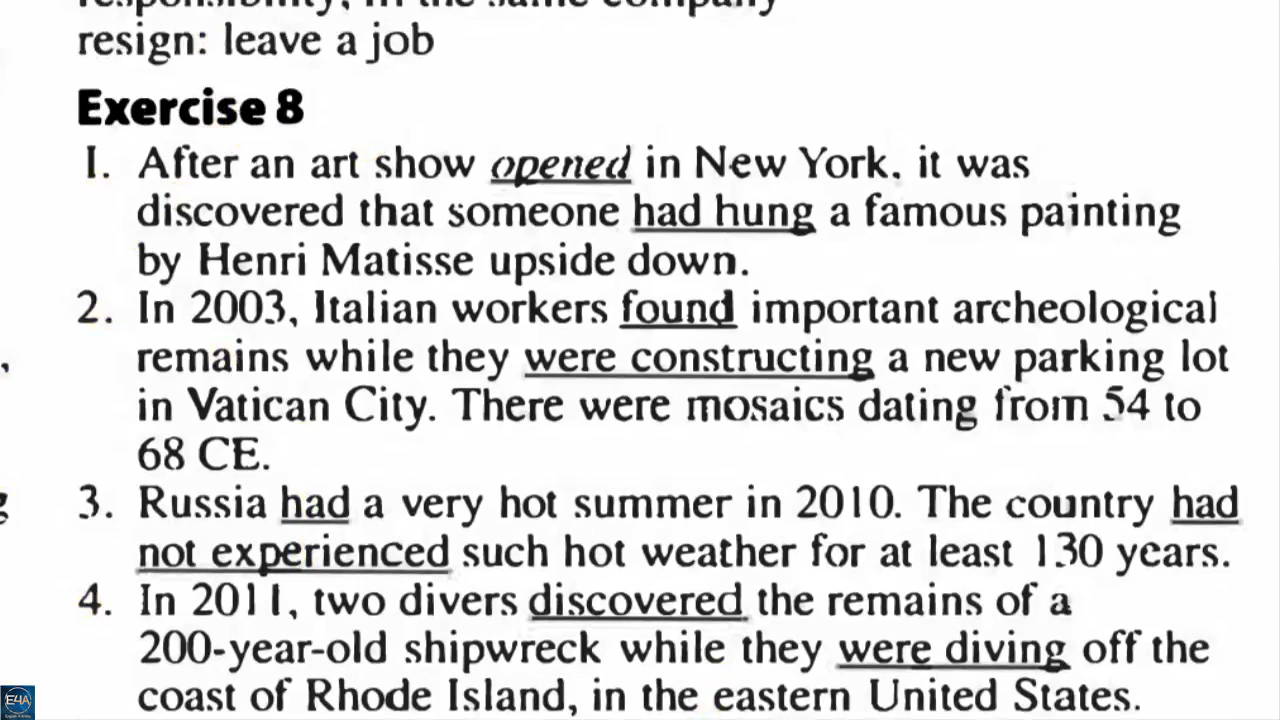 resign: leave a job
Exercise 8
1. After an art show opened in New York, it was
discovered that someone had hung a famous painting
by Henri Matisse upside down.
2. In 2003, Italian workers found important archeological
remains while they were constructing a new parking lot
in Vatican City. There were mosaics dating from 54 to
68 CE.
3. Russia had a very hot summer in 2010. The country had
not experienced such hot weather for at least 130 years.
4. In 2011, two divers discovered the remains of a
200-year-old shipwreck while they were diving off the
coast of Rhode Island, in the eastern United States.
E4A